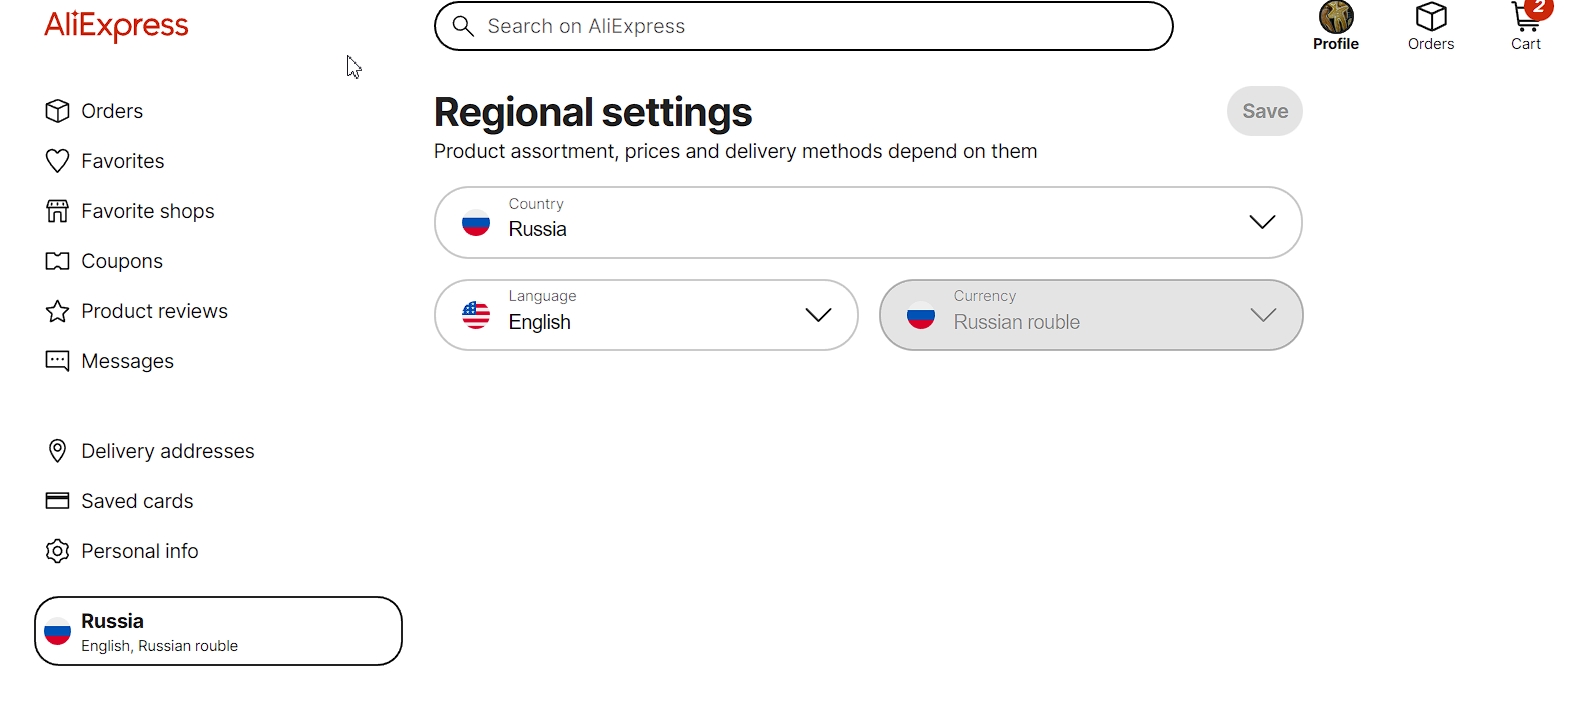 AliExpress
Search on AliExpress
Profile
Orders
2
Cart
Orders
Favorites
Favorite shops
Coupons
Product reviews
Messages
Delivery addresses
Saved cards
Personal info
Russia
English, Russian rouble
Regional settings
Save
Product assortment, prices and delivery methods depend on them
Country
Russia
Language
English
Currency
Russian rouble